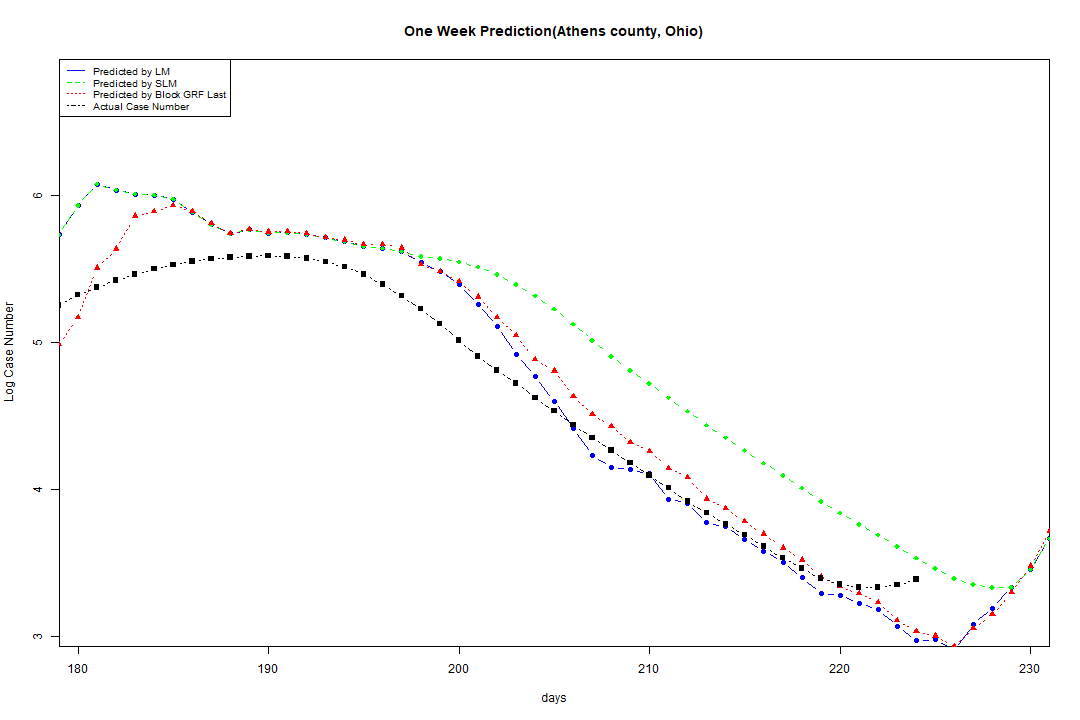 One Week Prediction(Athens county, Ohio)
Predicted by LM
Predicted by SLM
Predicted by Block GRF Last
Actual Case Number
6
5
4
3
Log Case Number
180 190 200 210 220 230
days